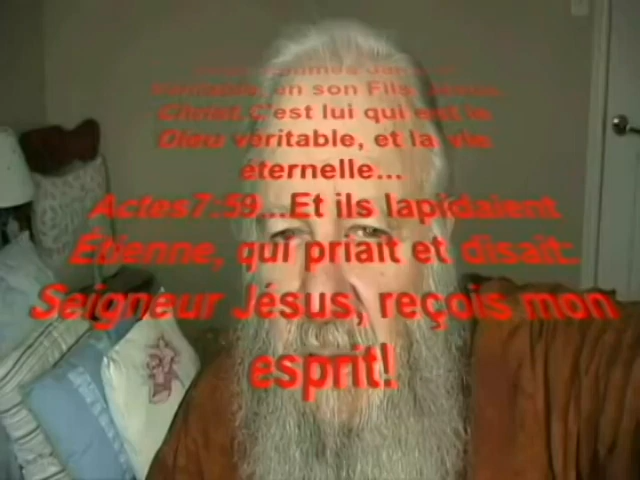 Véritable, en son Fils, Jésus
Christ.C'est lui qui est le
Dieu véritable, et la vie
éternelle...
Actes7:59...Et ils lapidaient
Étienne, qui priait et disait:
Seigneur Jésus, reçois mon
esprit!